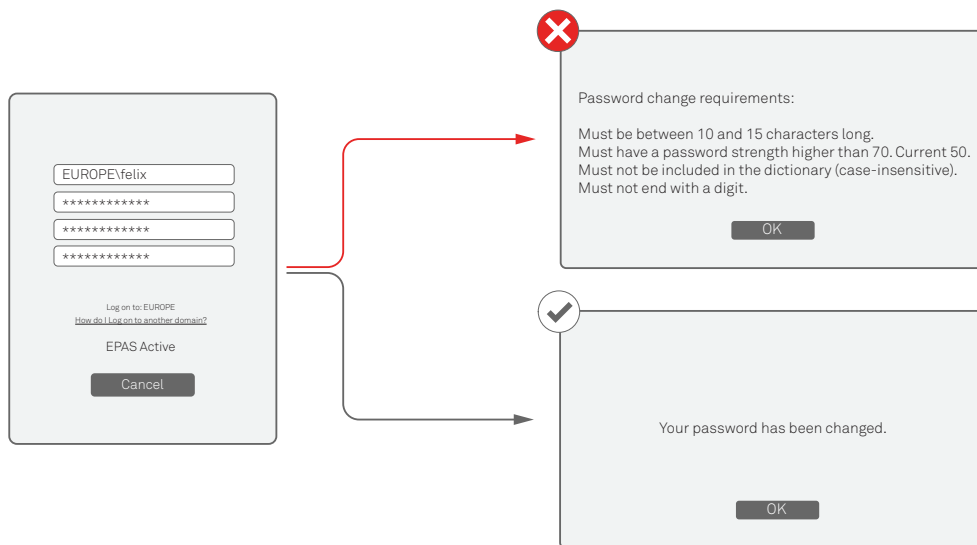 EUROPE\felix
************
************
************
Log on to: EUROPE
How do I Log on to another domain?
EPAS Active
Cancel
Password change requirements:
Must be between 10 and 15 characters long.
Must have a password strength higher than 70. Current 50.
Must not be included in the dictionary (case-insensitive).
Must not end with a digit.
OK
Your password has been changed.
OK